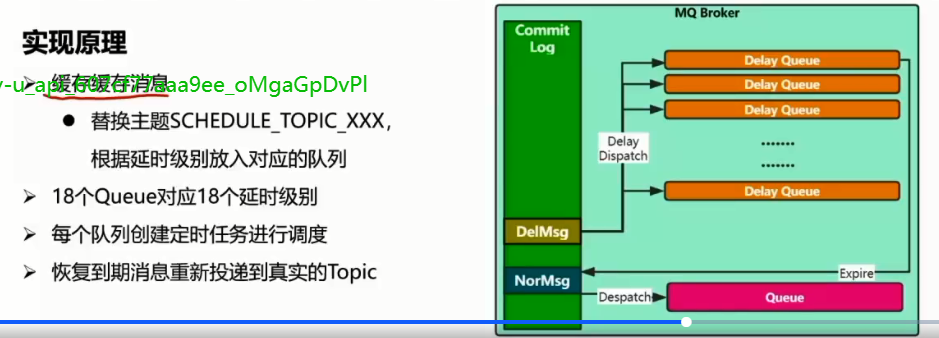 实现原理
缓存缓存消息
替换主题SCHEDULE_TOPIC_XXX,
根据延时级别放入对应的队列
18个Queue对应18个延时级别
每个队列创建定时任务进行调度
恢复到期消息重新投递到真实的Topic
MQ Broker
Commit
Log
Delay Queue
Delay Queue
Delay Queue
Delay
Dispatch
.......
.......
Delay Queue
DelMsg
Expire
NorMsg
Despatch
Queue